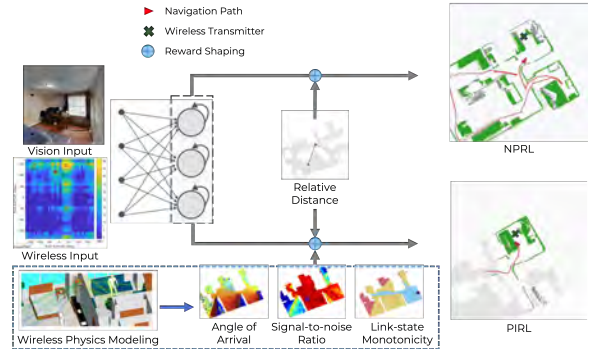 Navigation Path
Wireless Transmitter
Reward Shaping
Vision Input
Wireless Input
Relative
Distance
NPRL
Wireless Physics Modeling
Angle of
Arrival
Signal-to-noise
Ratio
Link-state
Monotonicity
PIRL